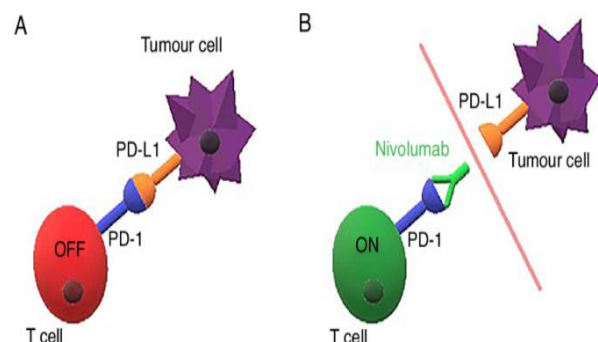 A
Tumour cell
PD-L1
PD-1
OFF
T cell
B
PD-L1
Nivolumab
Tumour cell
PD-1
ON
T cell